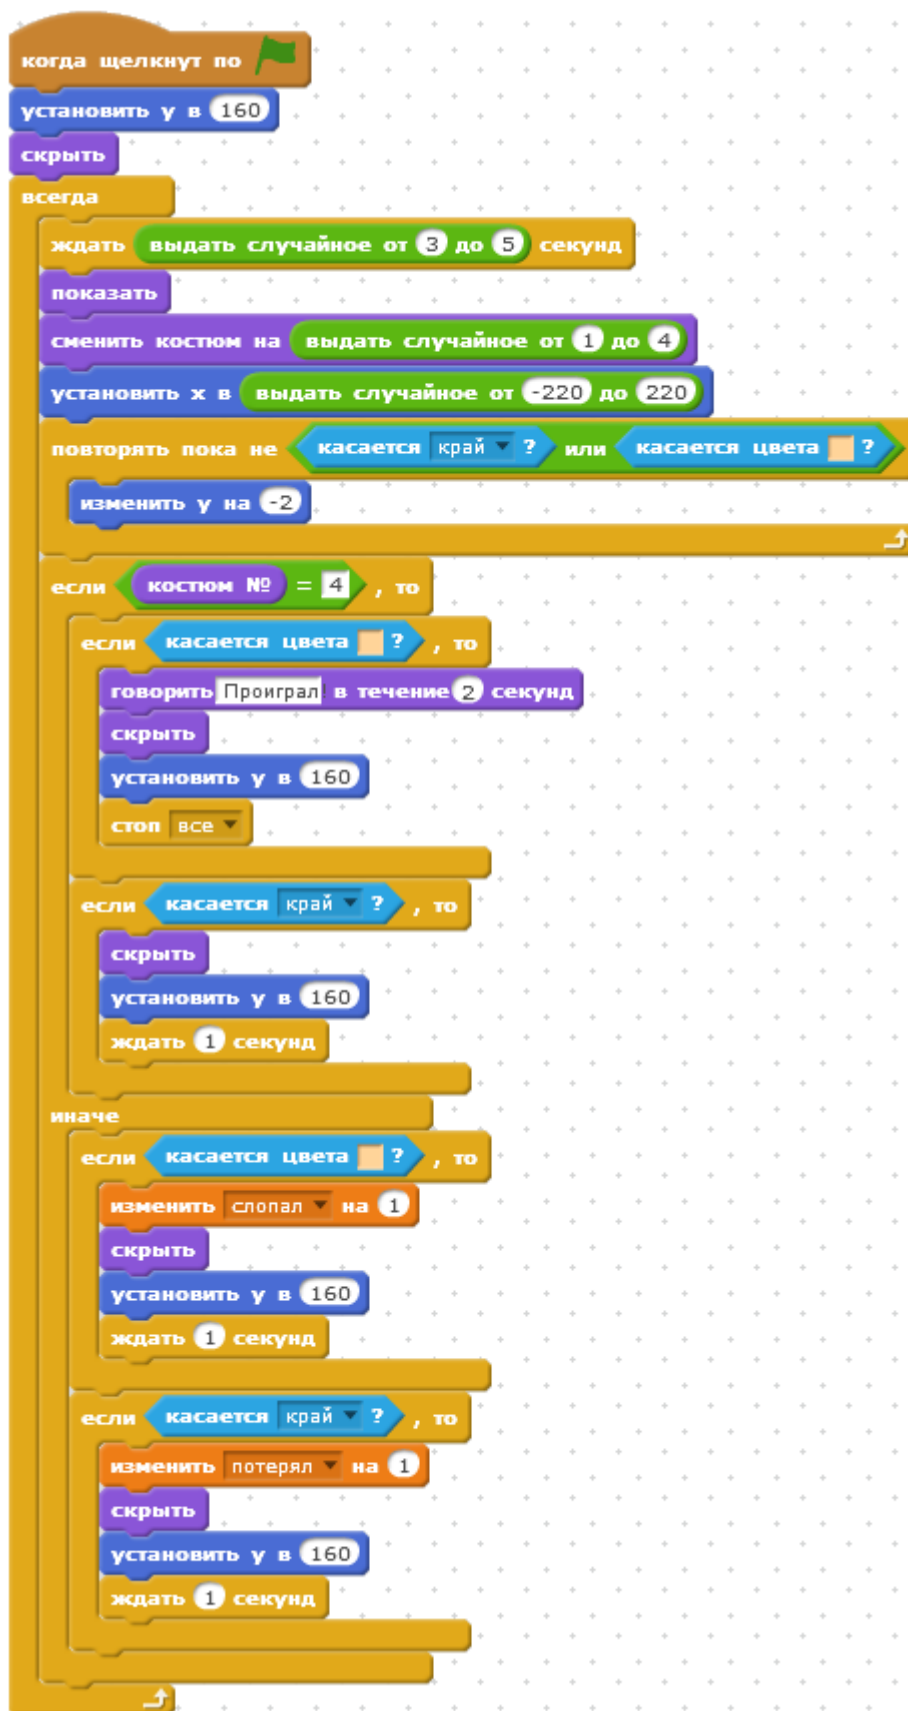 когда щелкнут по
установить y в 160
скрыть
всегда
ждать выдать случайное от 3 до 5 секунд
показать
сменить костюм на выдать случайное от 1 до 4
установить x в выдать случайное от -220 до 220
повторять пока не касается край ? или касается цвета ?
изменить y на -2
если костюм № = 4 , то
если касается цвета ? , то
говорить Проиграл! в течение 2 секунд
скрыть
установить y в 160
стоп все
если касается край ? , то
скрыть
установить y в 160
ждать 1 секунд
иначе
если касается цвета ? , то
изменить слопал на 1
скрыть
установить y в 160
ждать 1 секунд
если касается край ? , то
изменить потерял на 1
скрыть
установить y в 160
ждать 1 секунд